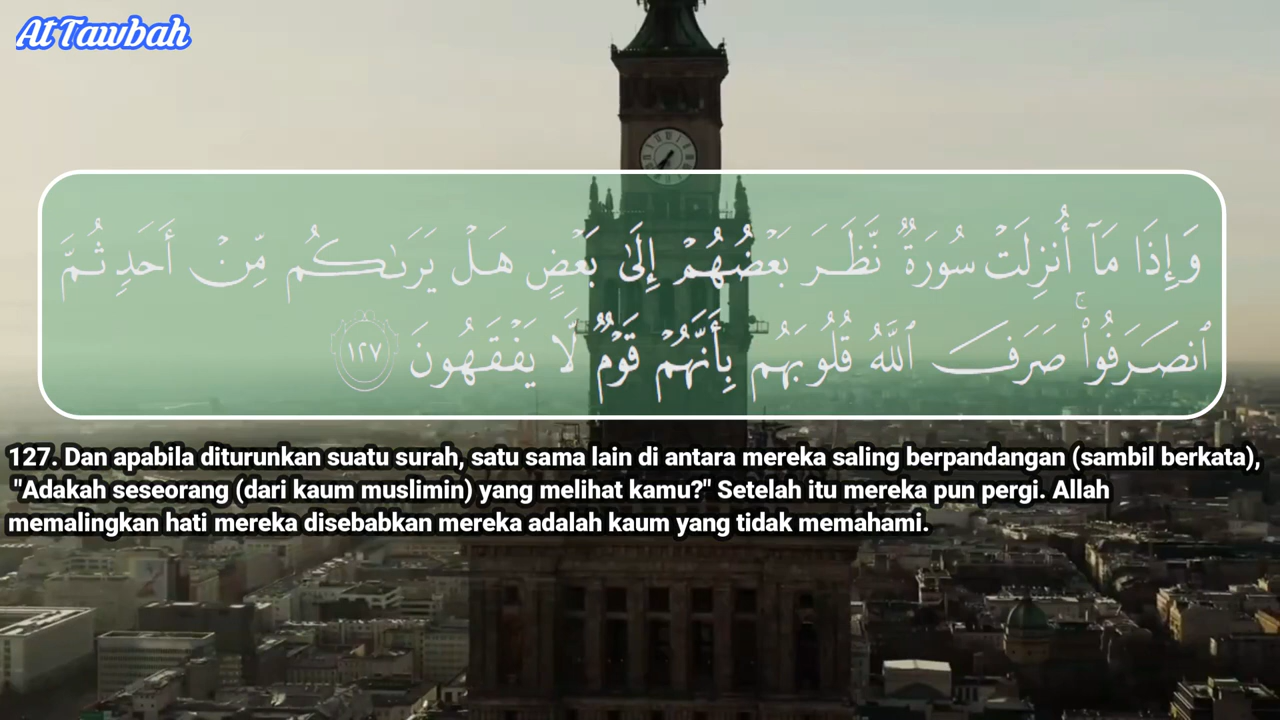 At Tawbah
وَإِذَا مَآ أُنزِلَتْ سُورَةٌ نَّظَرَ بَعْضُهُمْ إِلَىٰ بَعْضٍ هَلْ يَرَىٰكُم مِّنْ أَحَدٍ ثُمَّ
ٱنصَرَفُوا۟ ۚ صَرَفَ ٱللَّهُ قُلُوبَهُم بِأَنَّهُمْ قَوْمٌ لَّا يَفْقَهُونَ ١٢٧
127. Dan apabila diturunkan suatu surah, satu sama lain di antara mereka saling berpandangan (sambil berkata),
"Adakah seseorang (dari kaum muslimin) yang melihat kamu?" Setelah itu mereka pun pergi. Allah
memalingkan hati mereka disebabkan mereka adalah kaum yang tidak memahami.